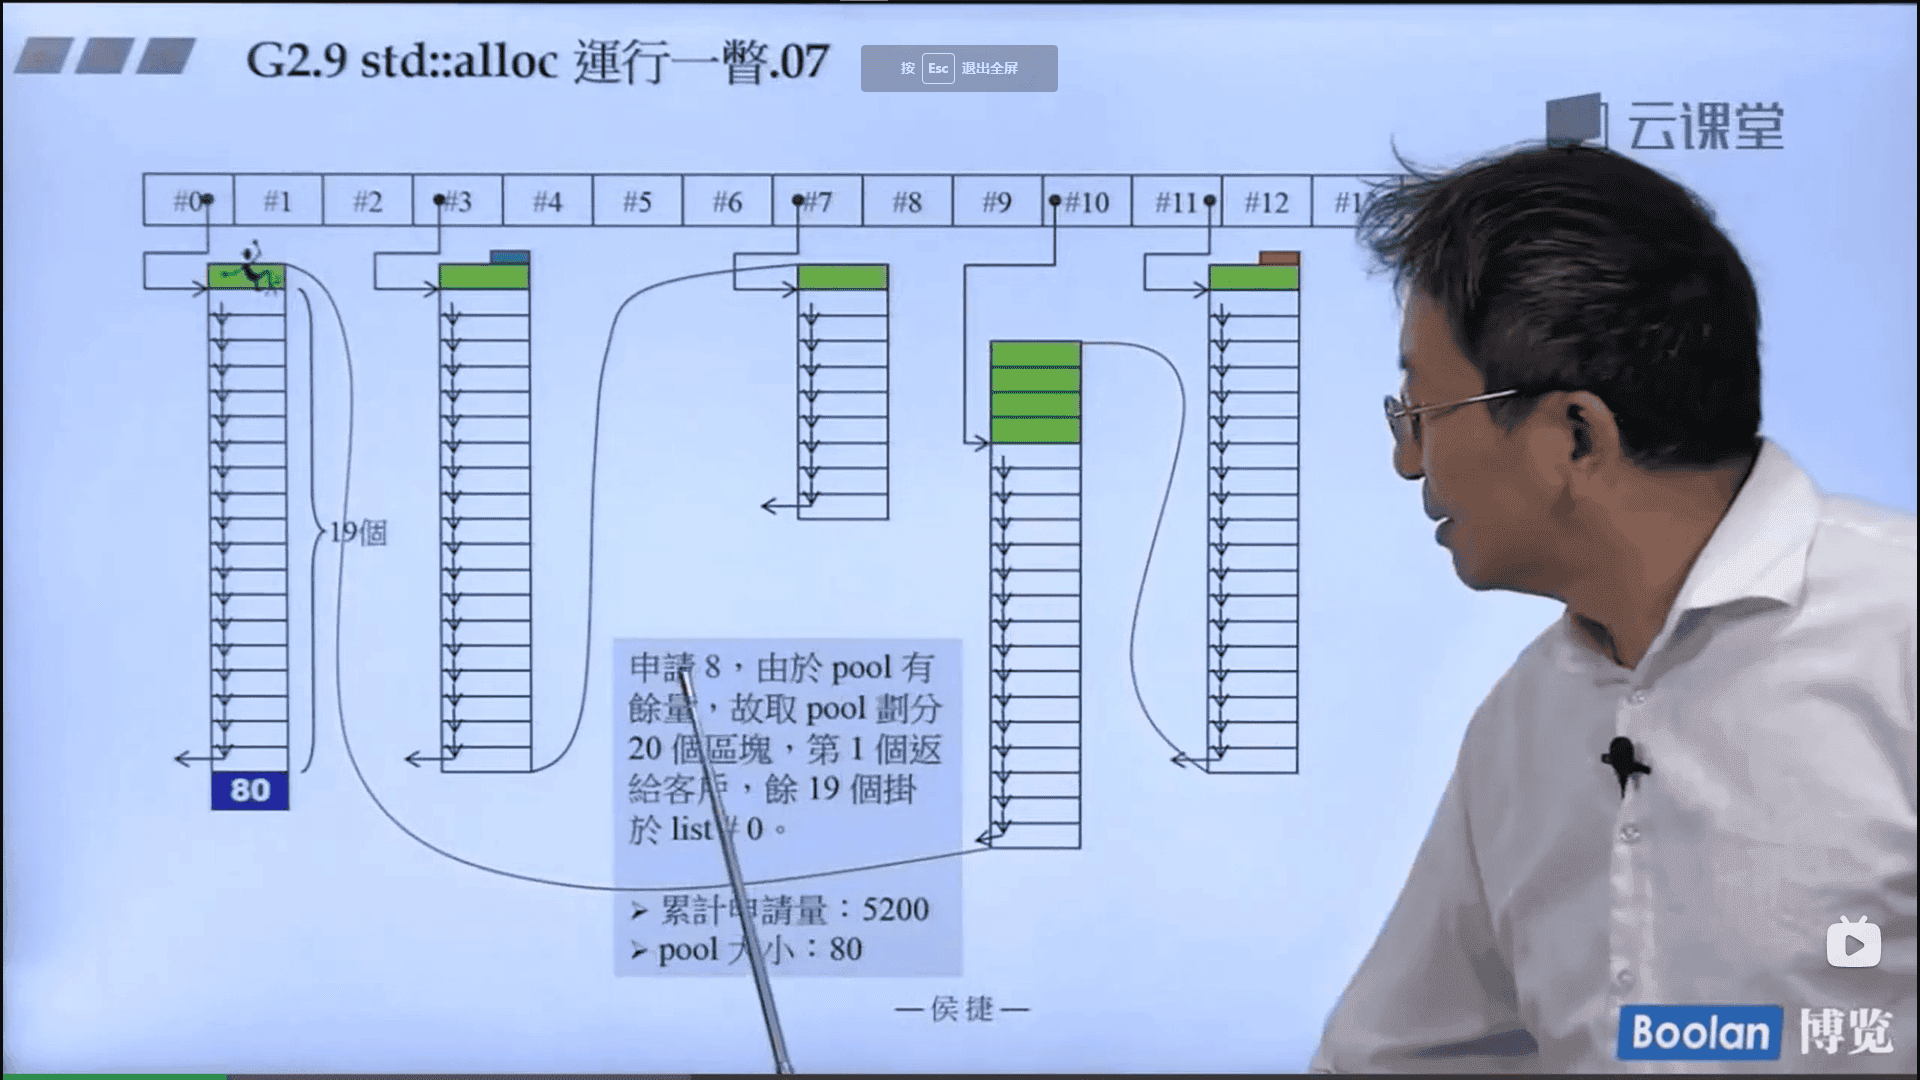 G2.9 std::alloc 運行一瞥.07
按 Esc 退出全屏
云课堂
#0 #1 #2 #3 #4 #5 #6 #7 #8 #9 #10 #11 #12
19個
80
申請 8，由於 pool 有
餘量，故取 pool 劃分
20 個區塊，第 1 個返
給客戶，餘 19 個掛
於 list # 0。
➢ 累計申請量：5200
➢ pool 大小：80
—侯捷—
Boolan 博览